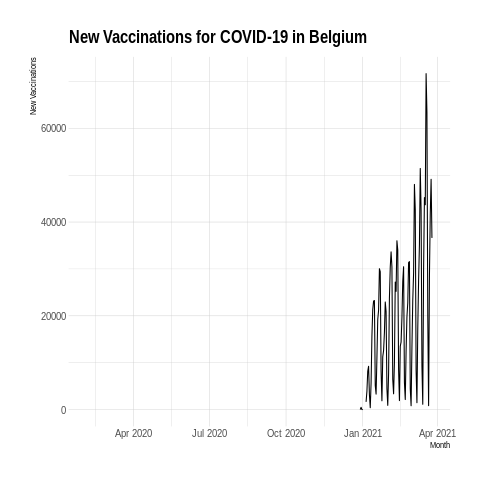 New Vaccinations for COVID-19 in Belgium
New Vaccinations
60000
40000
20000
0
Apr 2020 Jul 2020 Oct 2020 Jan 2021 Apr 2021
Month